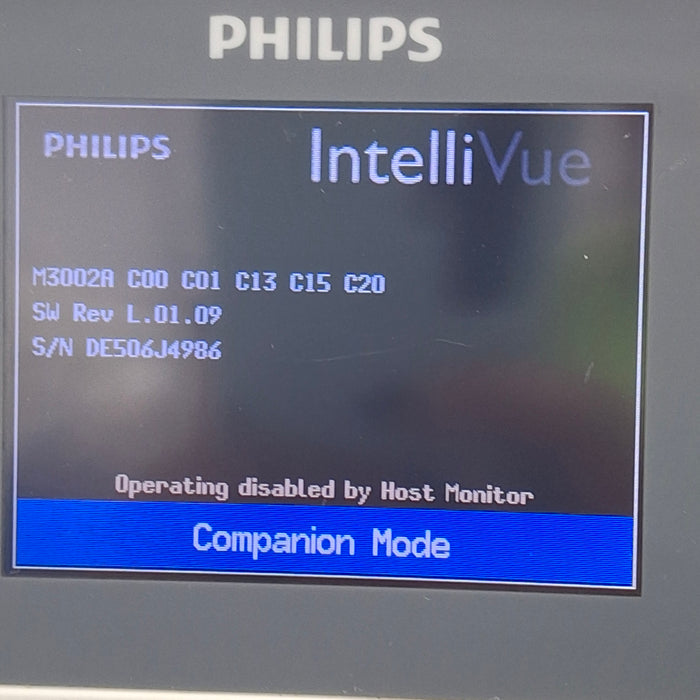 PHILIPS
PHILIPS IntelliVue
M3002A C00 C01 C13 C15 C20
SW Rev L.01.09
S/N DE506J4986
Operating disabled by Host Monitor
Companion Mode